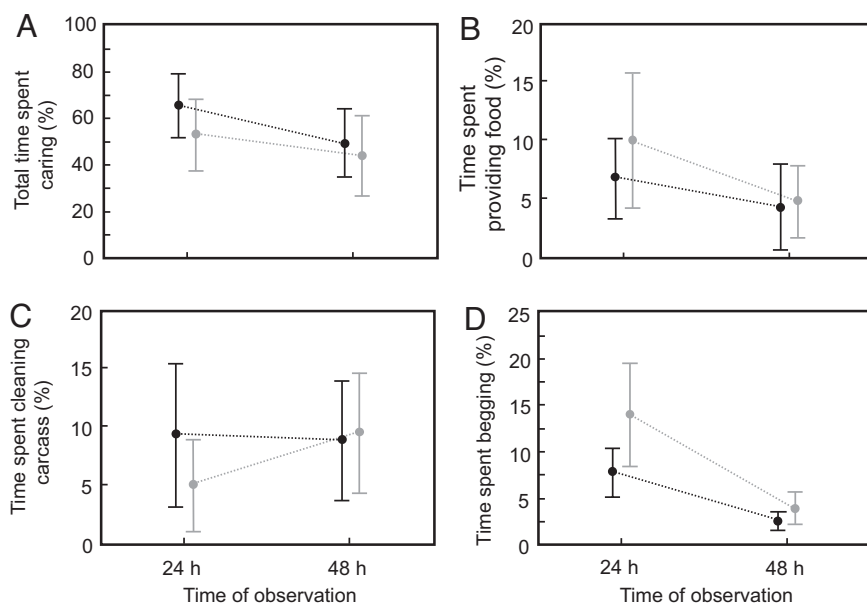 A
Total time spent
caring (%)
100
80
60
40
20
0
B
Time spent
providing food (%)
20
15
10
5
0
C
Time spent cleaning
carcass (%)
20
15
10
5
0
24 h
48 h
Time of observation
D
Time spent begging (%)
25
20
15
10
5
0
24 h
48 h
Time of observation